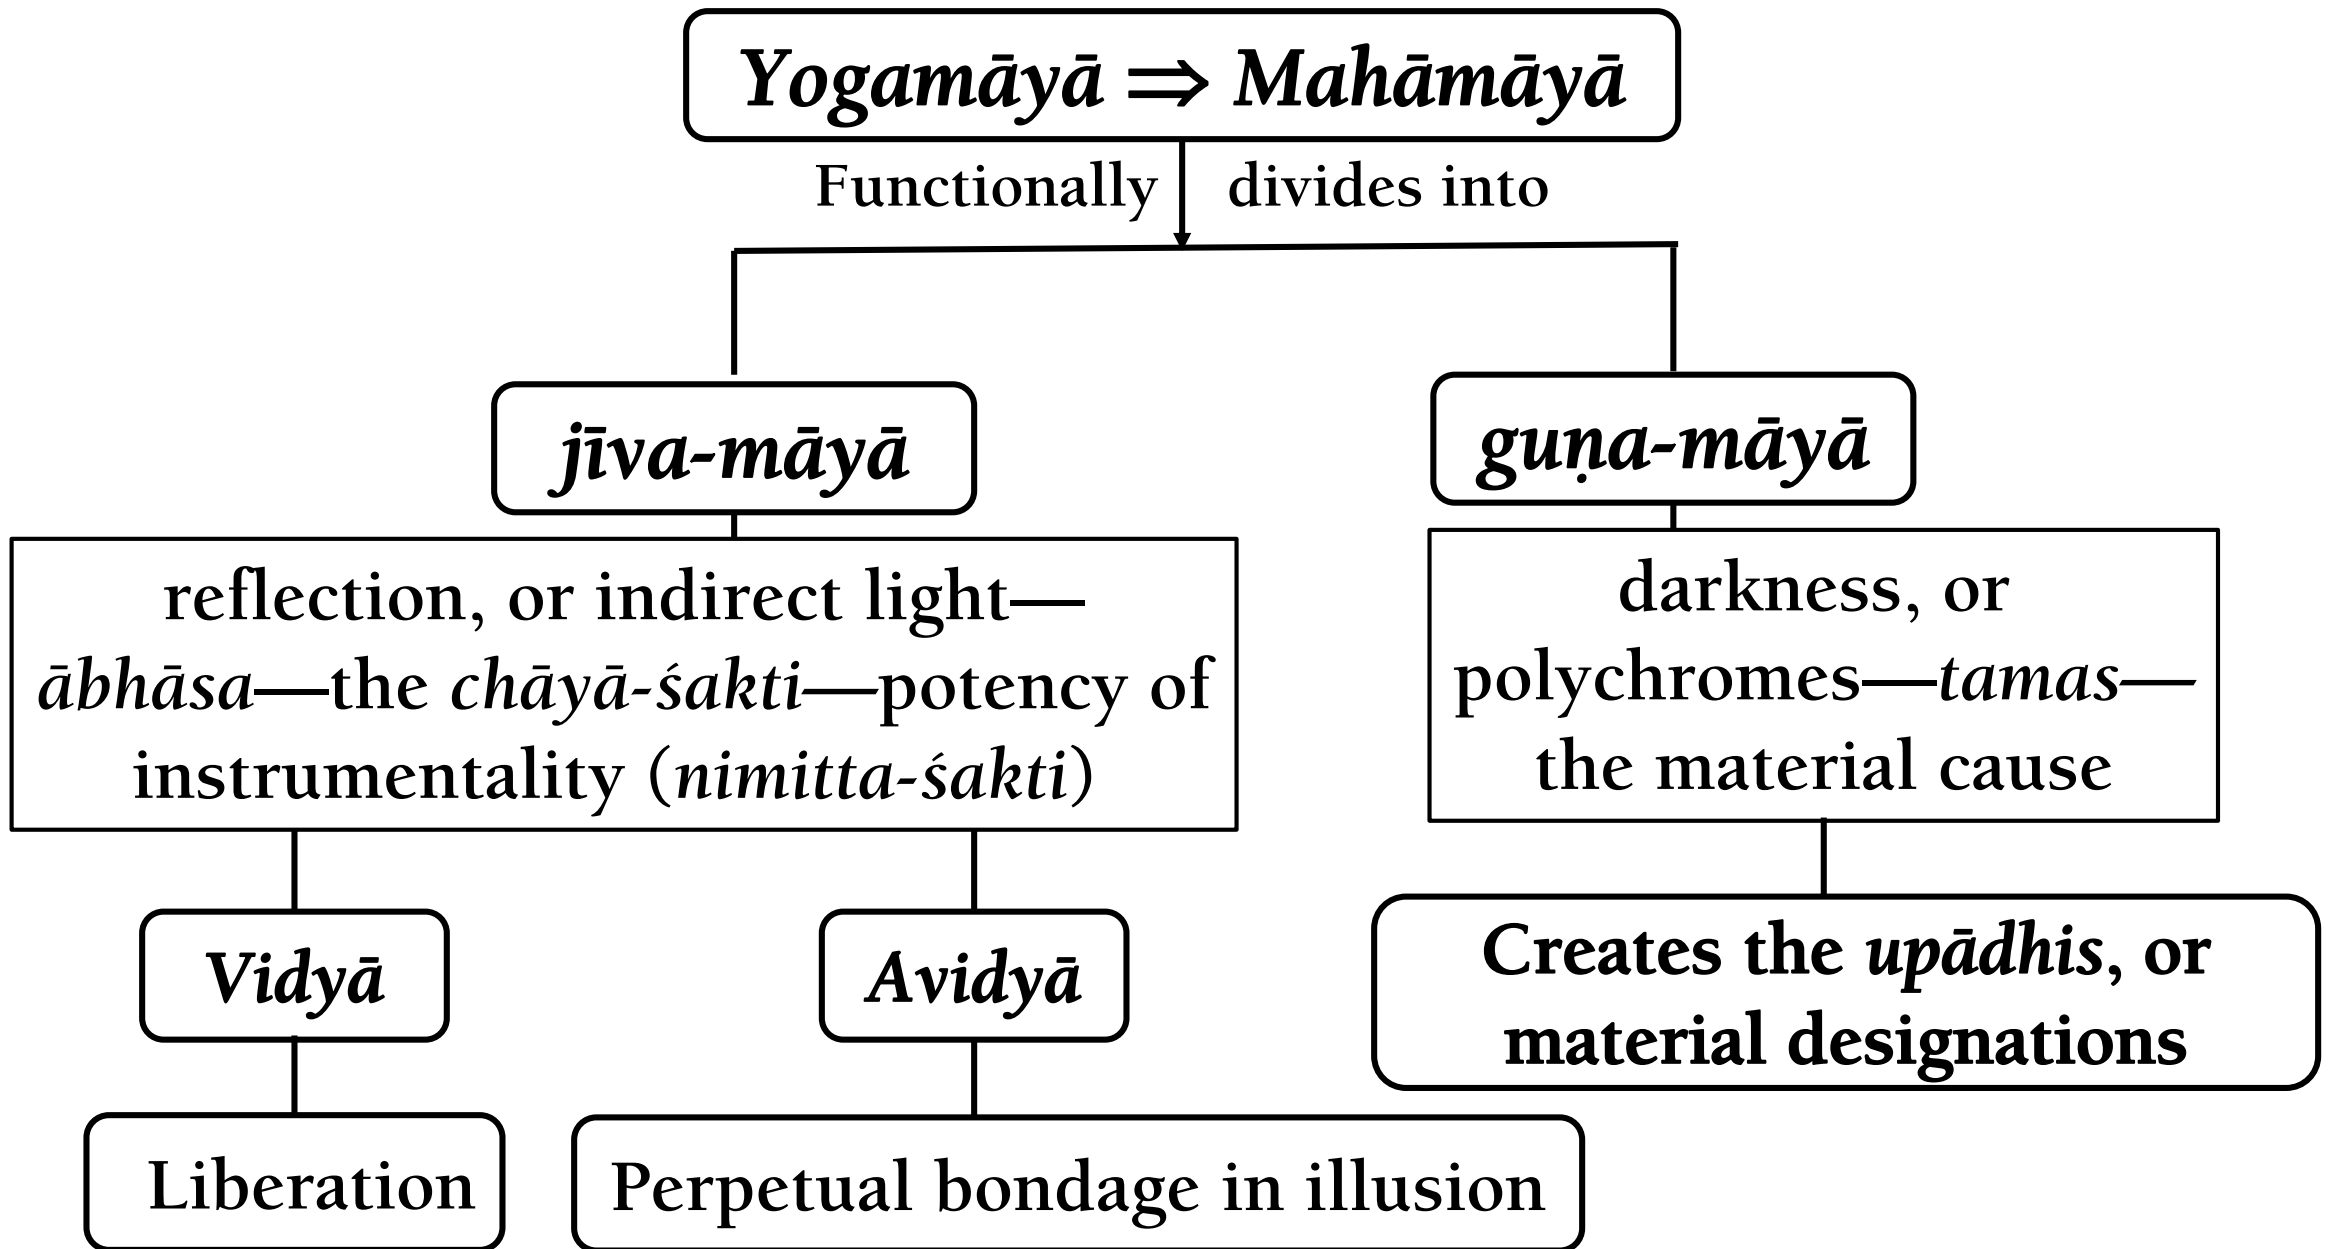 Yogamāyā ⇒ Mahāmāyā
Functionally divides into
jīva-māyā
guṇa-māyā
reflection, or indirect light—
ābhāsa—the chāyā-śakti—potency of
instrumentality (nimitta-śakti)
darkness, or
polychromes—tamas—
the material cause
Vidyā
Avidyā
Creates the upādhis, or
material designations
Liberation
Perpetual bondage in illusion